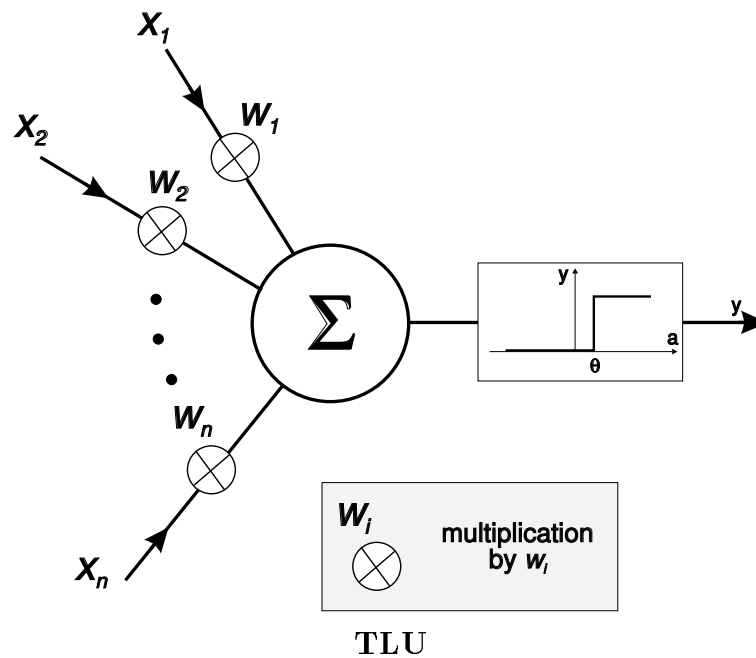 X1
W1
X2
W2
Σ
y
a
θ
y
Wn
Xn
Wi
multiplication
by wi
TLU